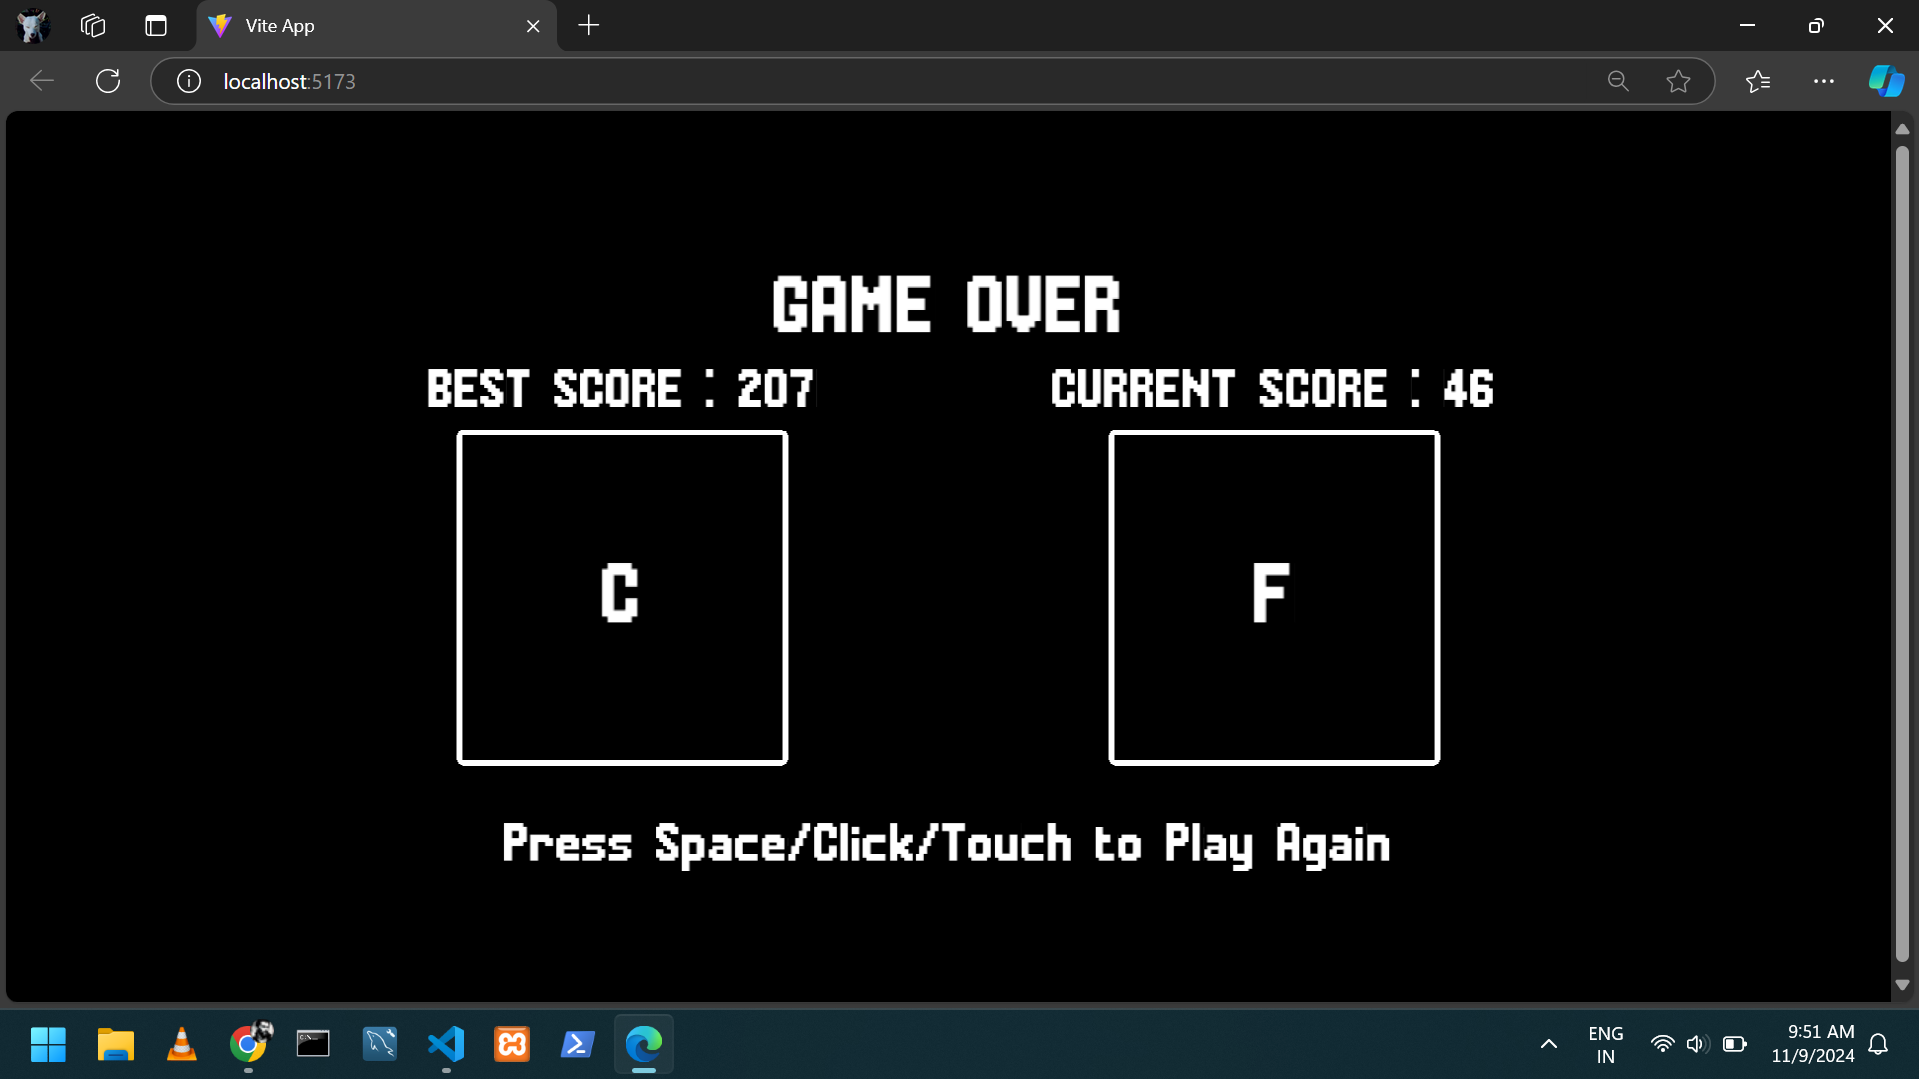 Vite App
localhost:5173
GAME OVER
BEST SCORE : 207
CURRENT SCORE : 46
C
F
Press Space/Click/Touch to Play Again
ENG
IN
9:51 AM
11/9/2024